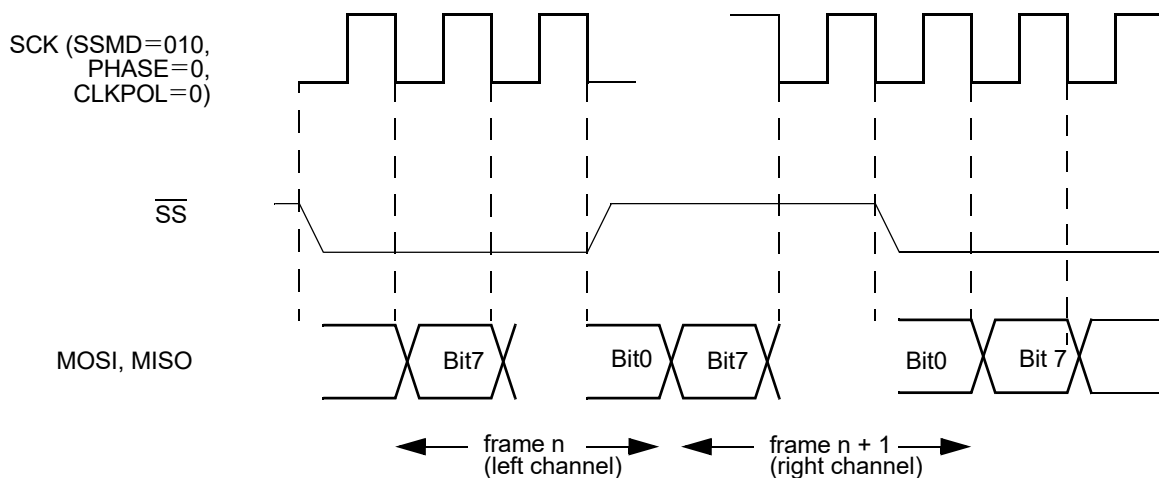 SCK (SSMD=010,
PHASE=0,
CLKPOL=0)
SS
MOSI, MISO
Bit7
Bit0
Bit7
Bit0
Bit 7
frame n
(left channel)
frame n + 1
(right channel)